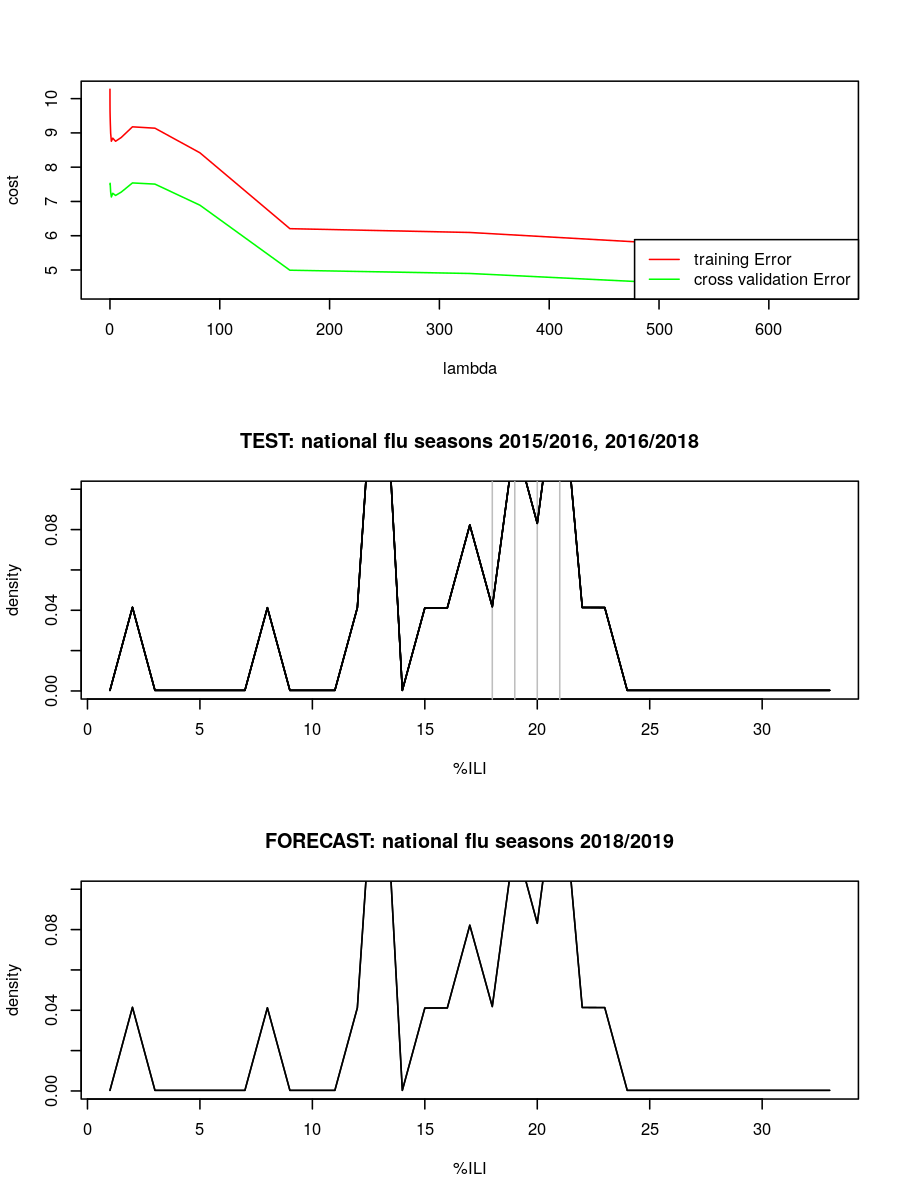 10
9
8
7
6
5
cost
training Error
cross validation Error
0 100 200 300 400 500 600
lambda
TEST: national flu seasons 2015/2016, 2016/2018
0.08
0.04
0.00
density
0 5 10 15 20 25 30
%ILI
FORECAST: national flu seasons 2018/2019
0.08
0.04
0.00
density
0 5 10 15 20 25 30
%ILI